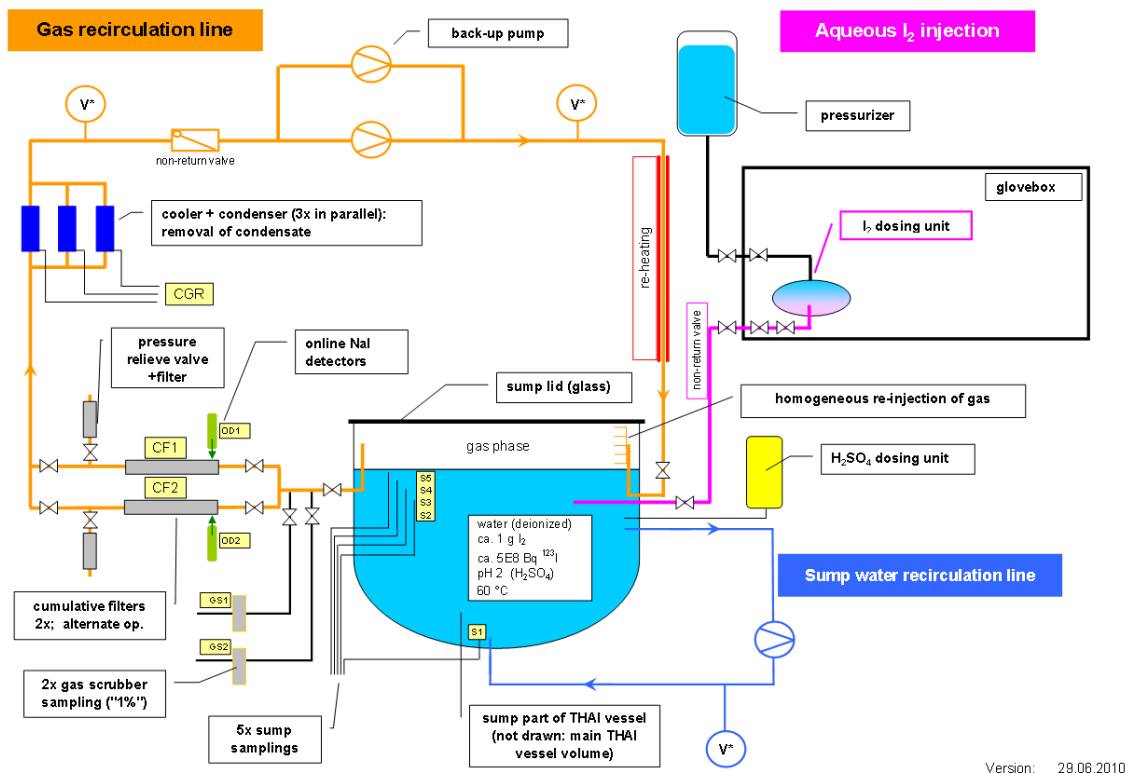 Gas recirculation line
back-up pump
Aqueous I₂ injection
V*
V*
pressurizer
non-return valve
glovebox
cooler + condenser (3x in parallel):
removal of condensate
I₂ dosing unit
re-heating
CGR
non-return valve
pressure
relieve valve
+filter
online NaI
detectors
sump lid (glass)
homogeneous re-injection of gas
OD1
CF1
gas phase
H₂SO₄ dosing unit
CF2
S5
S4
S3
S2
OD2
water (deionized)
ca. 1 g I₂
ca. 5E8 Bq ¹²³I
pH 2 (H₂SO₄)
60 °C
Sump water recirculation line
cumulative filters
2x; alternate op.
GS1
GS2
S1
2x gas scrubber
sampling ("1%")
5x sump
samplings
sump part of THAI vessel
(not drawn: main THAI
vessel volume)
V*
Version: 29.06.2010